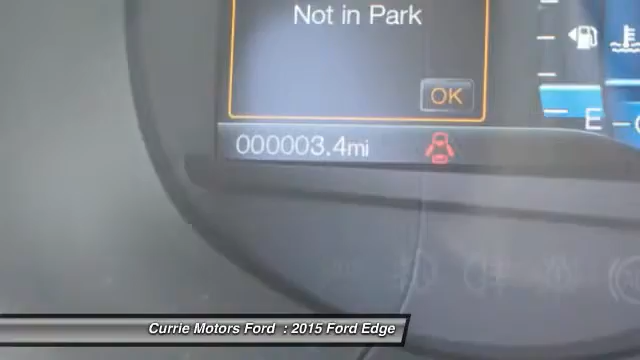 Not in Park
OK
000003.4mi
E
Currie Motors Ford : 2015 Ford Edge